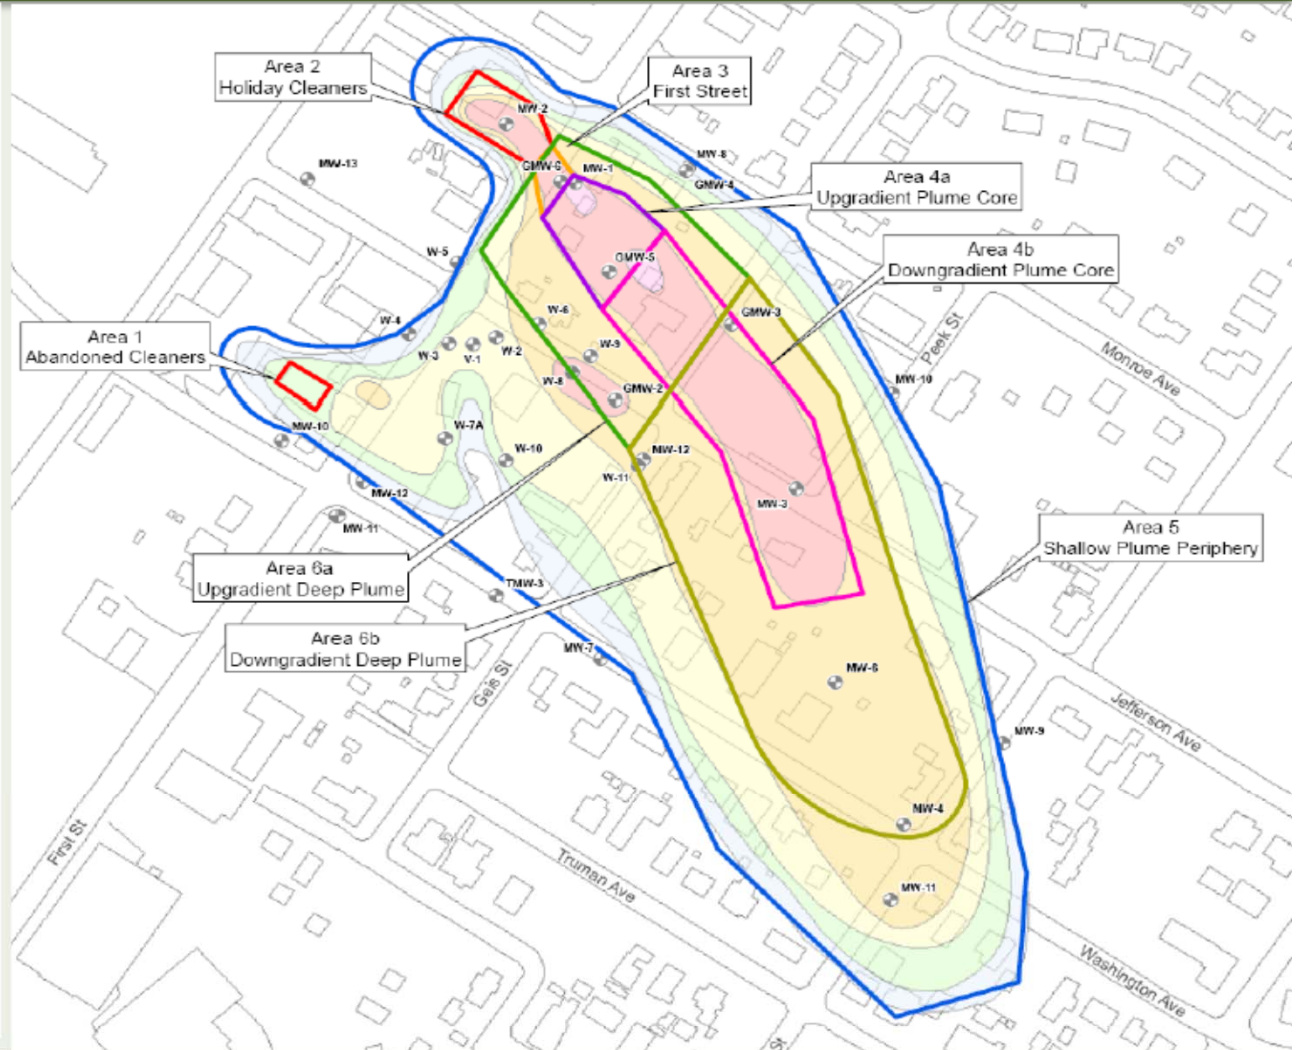 Area 2
Holiday Cleaners
Area 3
First Street
MW-2
MW-13
GMW-6
MW-1
MW-8
GMW-4
Area 4a
Upgradient Plume Core
W-5
GMW-5
Area 4b
Downgradient Plume Core
Area 1
Abandoned Cleaners
W-4
W-6
GMW-3
Peek St
Monroe Ave
W-3
V-1
W-2
W-9
W-8
GMW-2
MW-10
MW-10
W-7A
W-10
MW-12
W-11
MW-12
MW-3
MW-11
Area 5
Shallow Plume Periphery
Area 6a
Upgradient Deep Plume
TMW-3
Area 6b
Downgradient Deep Plume
MW-7
Geis St
MW-6
Jefferson Ave
MW-9
MW-4
First St
Truman Ave
MW-11
Washington Ave